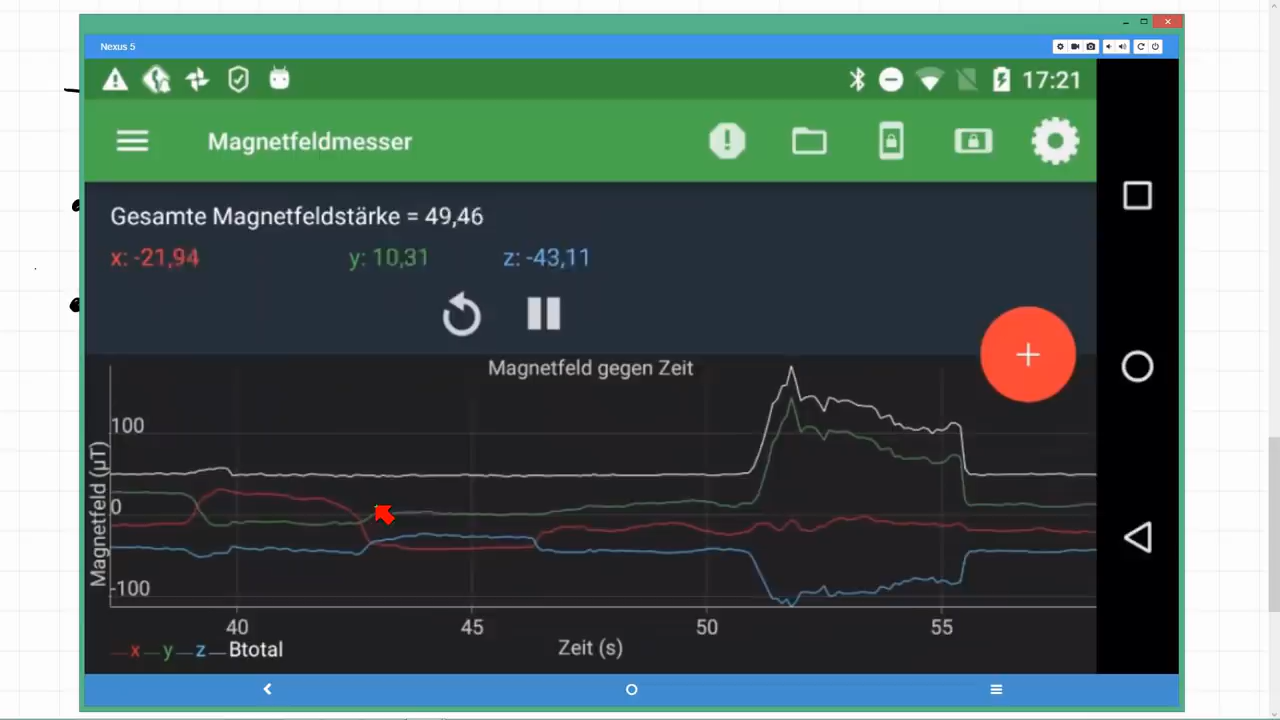 Nexus 5
17:21
Magnetfeldmesser
Gesamte Magnetfeldstärke = 49,46
x: -21,94 y: 10,31 z: -43,11
Magnetfeld gegen Zeit
Magnetfeld (µT)
100
0
-100
40 45 50 55
x y z Btotal
Zeit (s)